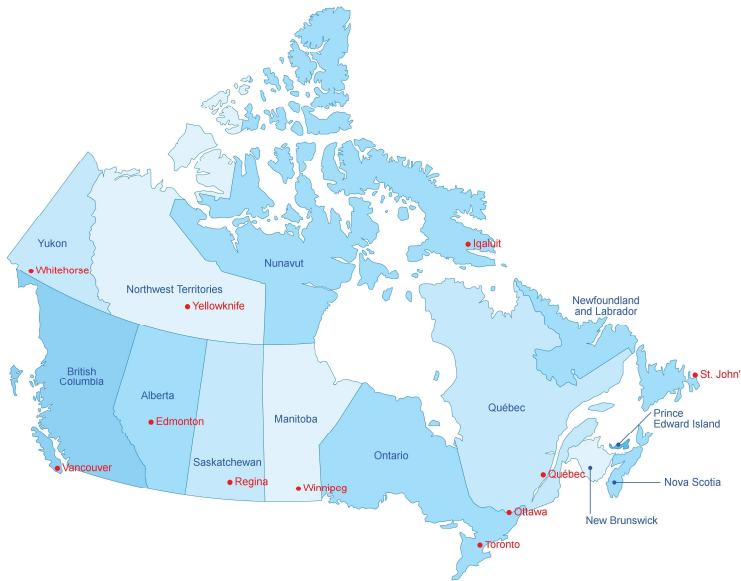 Yukon
Whitehorse
Northwest Territories
Yellowknife
Nunavut
Iqaluit
Newfoundland
and Labrador
British
Columbia
Alberta
Edmonton
Saskatchewan
Regina
Manitoba
Winnipeg
Ontario
Québec
St. John'
Prince
Edward Island
Vancouver
Québec
Nova Scotia
Ottawa
New Brunswick
Toronto